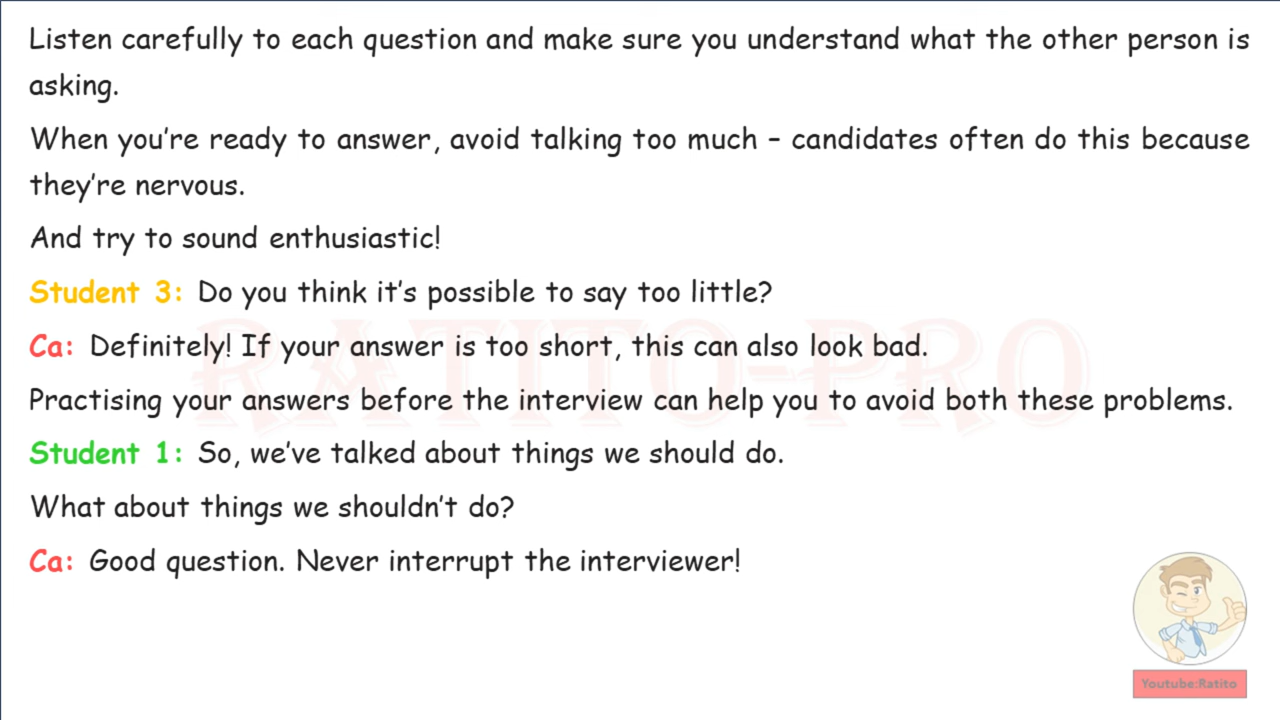 Listen carefully to each question and make sure you understand what the other person is
asking.
When you're ready to answer, avoid talking too much – candidates often do this because
they're nervous.
And try to sound enthusiastic!
Student 3: Do you think it's possible to say too little?
Ca: Definitely! If your answer is too short, this can also look bad.
Practising your answers before the interview can help you to avoid both these problems.
Student 1: So, we've talked about things we should do.
What about things we shouldn't do?
Ca: Good question. Never interrupt the interviewer!
RATITO-PRO
Youtube:Ratito